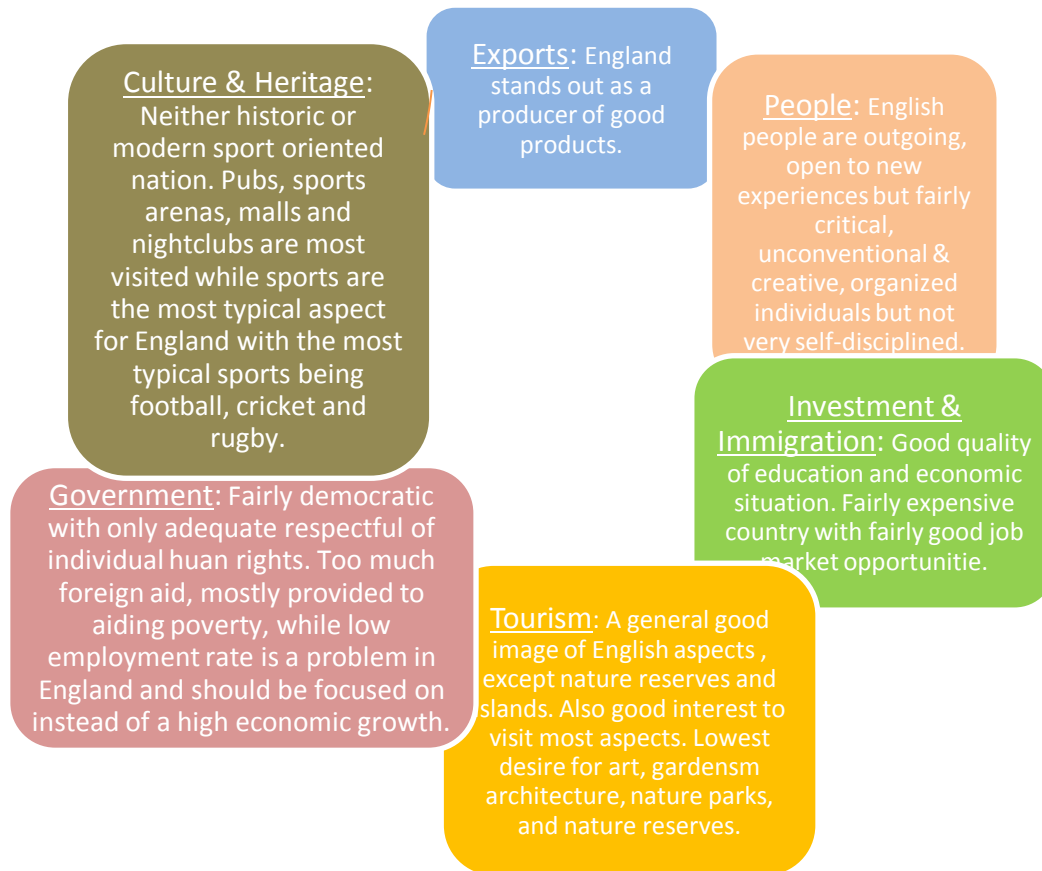 Exports: England
stands out as a
producer of good
products.
People: English
people are outgoing,
open to new
experiences but fairly
critical,
unconventional &
creative, organized
individuals but not
very self-disciplined.
Investment &
Immigration: Good quality
of education and economic
situation. Fairly expensive
country with fairly good job
market opportunitie.
Tourism: A general good
image of English aspects ,
except nature reserves and
slands. Also good interest to
visit most aspects. Lowest
desire for art, gardensm
architecture, nature parks,
and nature reserves.
Government: Fairly democratic
with only adequate respectful of
individual huan rights. Too much
foreign aid, mostly provided to
aiding poverty, while low
employment rate is a problem in
England and should be focused on
instead of a high economic growth.
Culture & Heritage:
Neither historic or
modern sport oriented
nation. Pubs, sports
arenas, malls and
nightclubs are most
visited while sports are
the most typical aspect
for England with the most
typical sports being
football, cricket and
rugby.